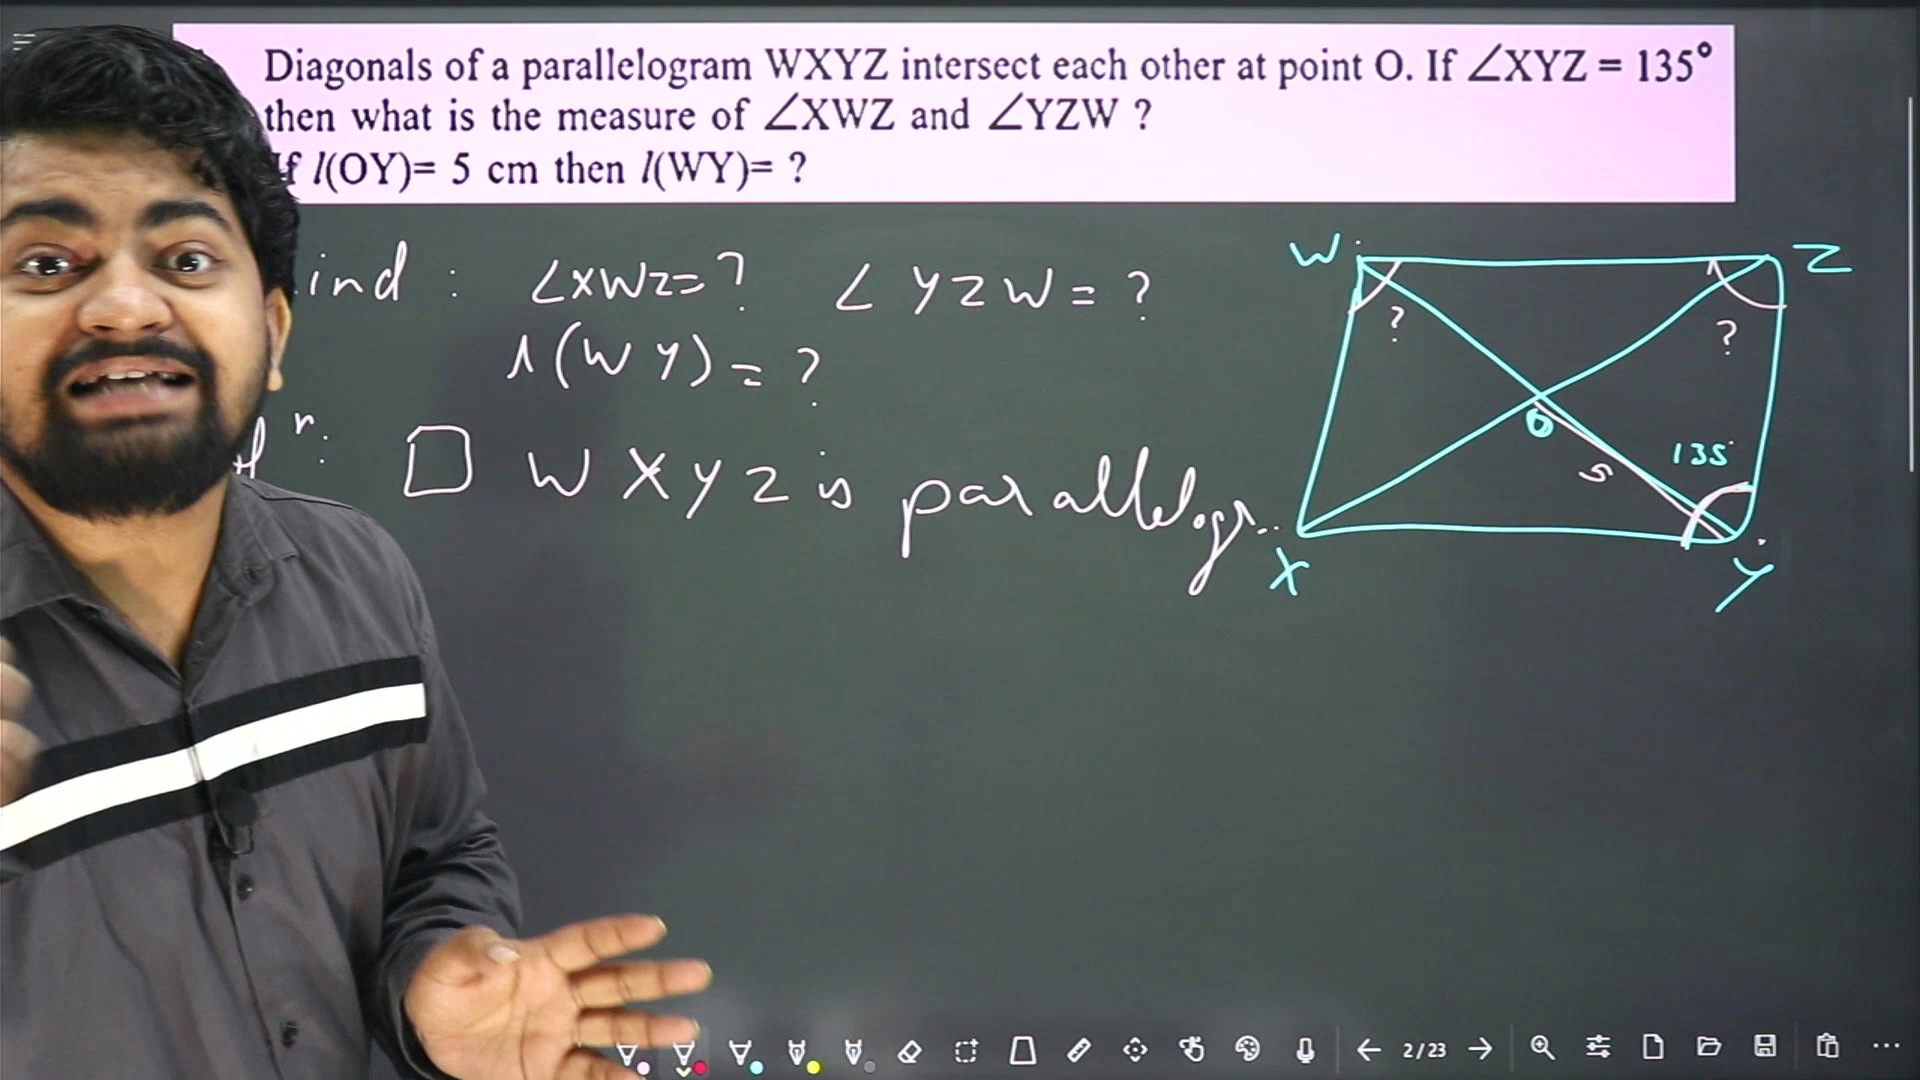 Diagonals of a parallelogram WXYZ intersect each other at point O. If ∠XYZ = 135°
then what is the measure of ∠XWZ and ∠YZW ?
If l(OY)= 5 cm then l(WY)= ?
ind : ∠XWZ=? ∠YZW = ?
l(WY) = ?
□ WXYZ is parallelogr..
W
Z
?
?
O
5
135°
X
Y
2/23